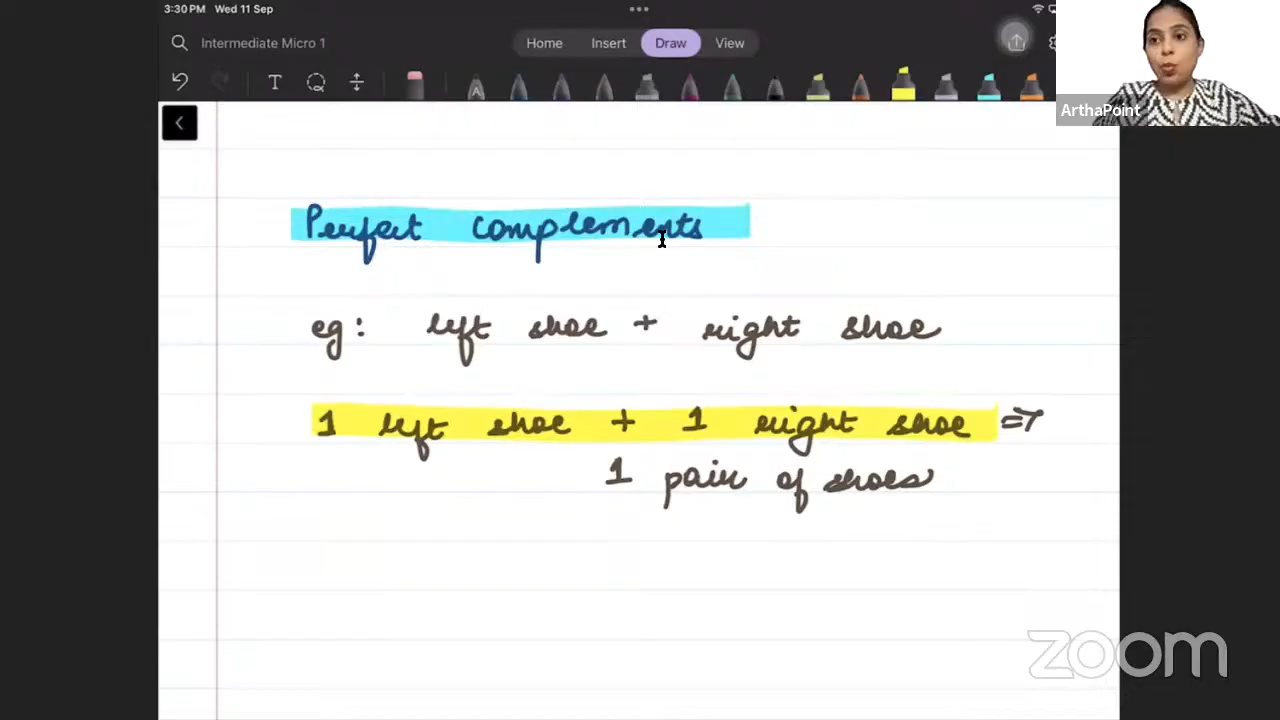 3:30 PM Wed 11 Sep
Intermediate Micro 1
Home Insert Draw View
T
A
ArthaPoint
Perfect complements
eg: left shoe + right shoe
1 left shoe + 1 right shoe =>
1 pair of shoes
zoom